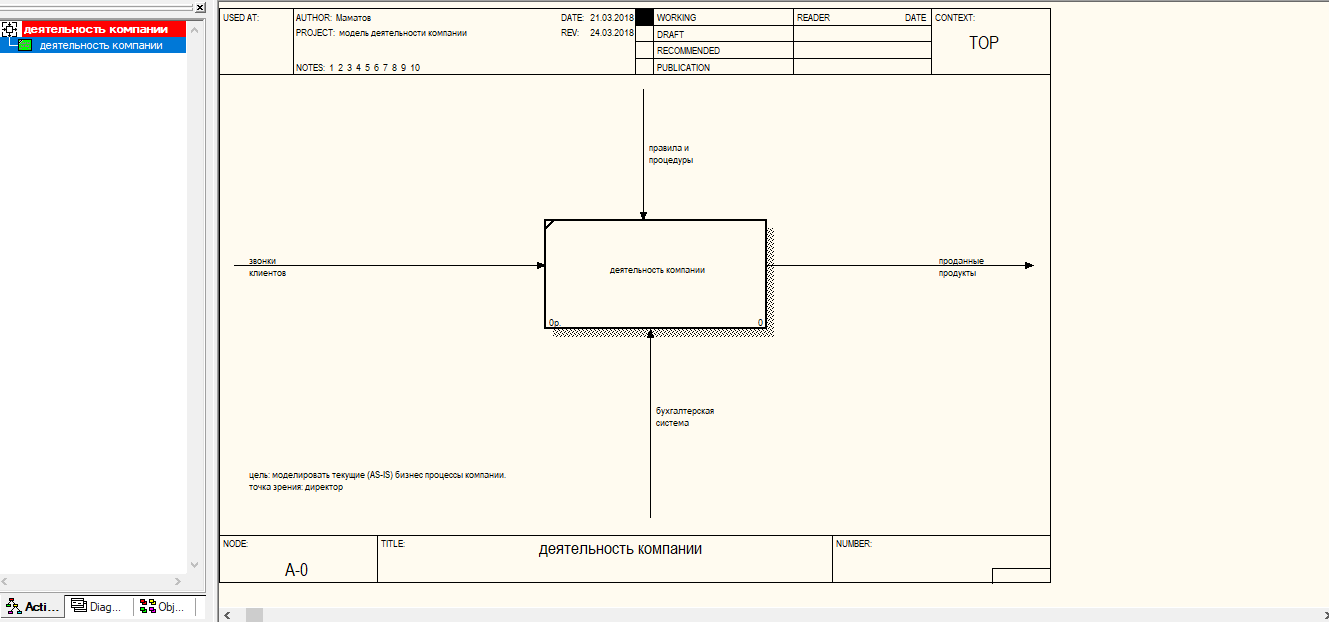 деятельность компании
деятельность компании
Acti...
Diag...
Obj...
USED AT:
AUTHOR: Маматов
DATE: 21.03.2018
PROJECT: модель деятельности компании
REV: 24.03.2018
NOTES: 1 2 3 4 5 6 7 8 9 10
WORKING
DRAFT
RECOMMENDED
PUBLICATION
READER
DATE
CONTEXT:
TOP
правила и
процедуры
звонки
клиентов
деятельность компании
0р.
0
проданные
продукты
бухгалтерская
система
цель: моделировать текущие (AS-IS) бизнес процессы компании.
точка зрения: директор
NODE:
A-0
TITLE:
деятельность компании
NUMBER: